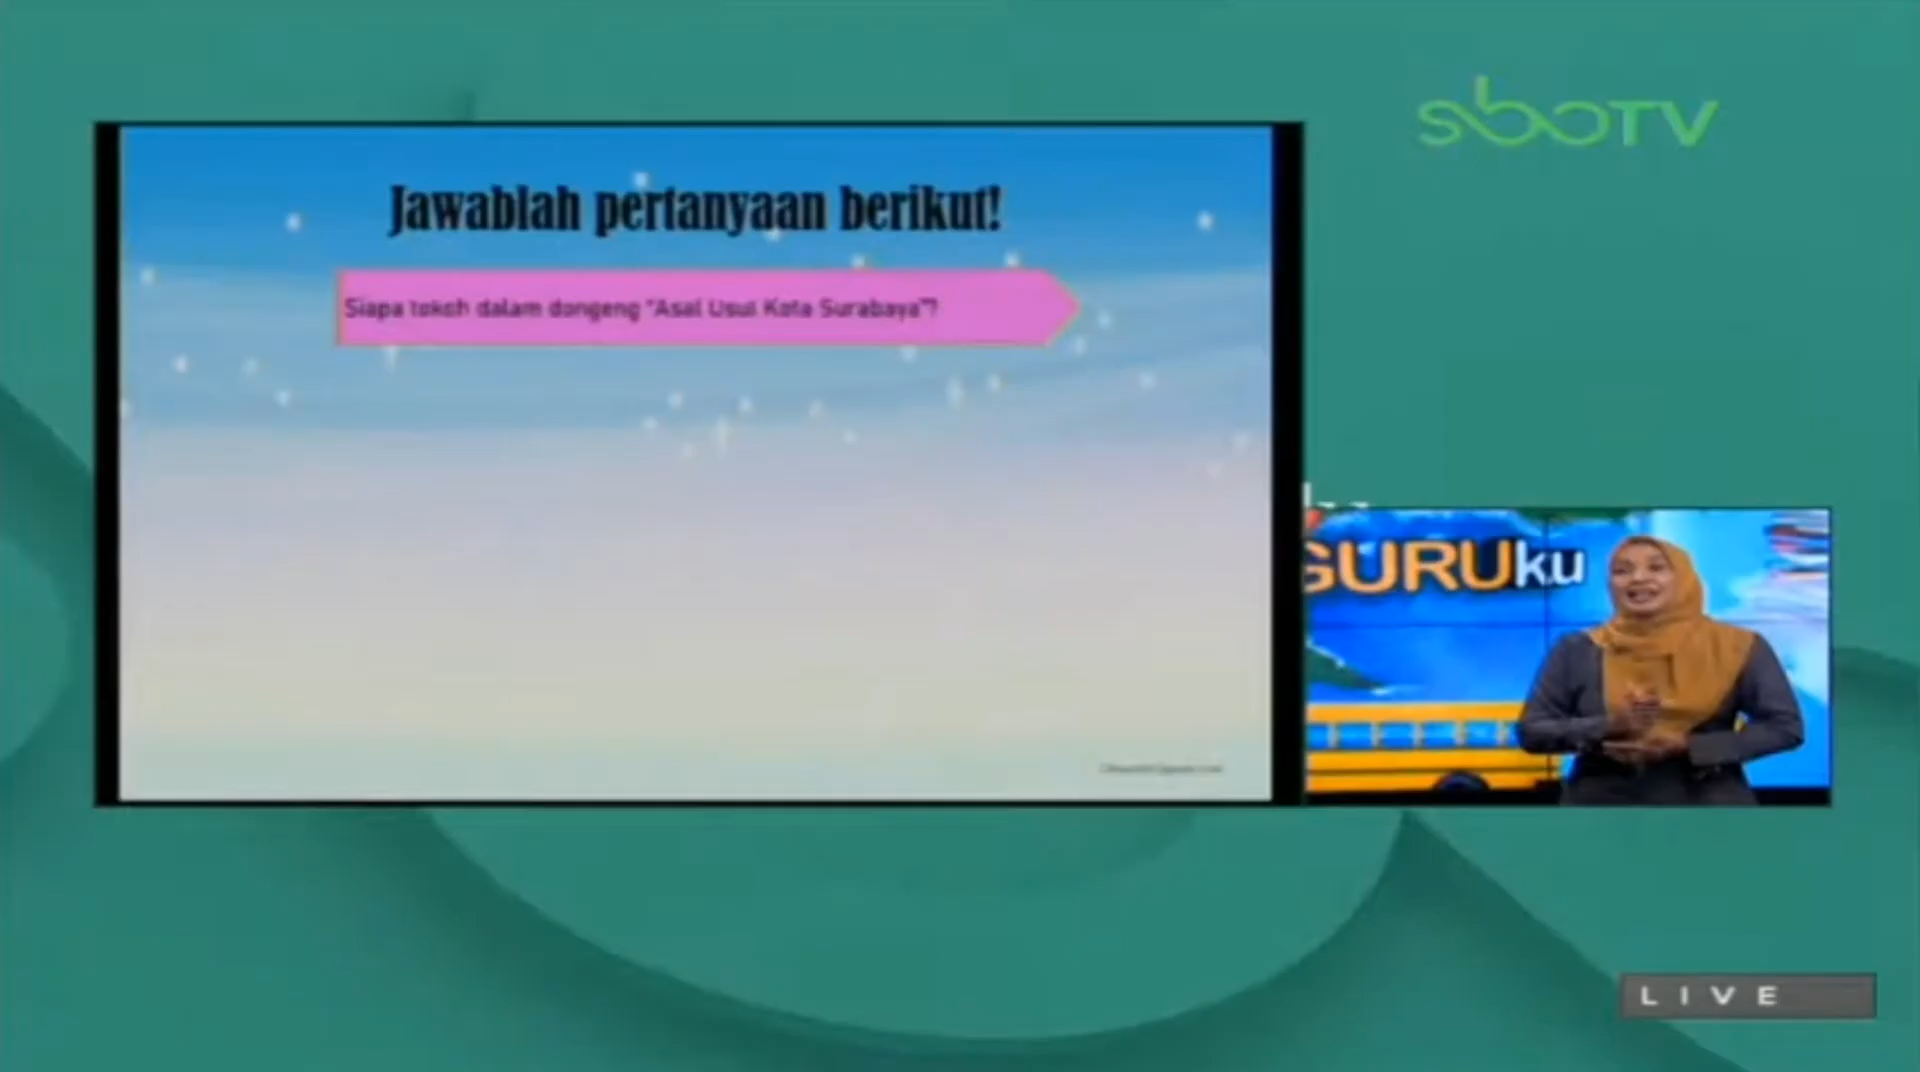 sboTV
Jawablah pertanyaan berikut!
Siapa tokoh dalam dongeng "Asal Usul Kota Surabaya"?
GURUku
LIVE